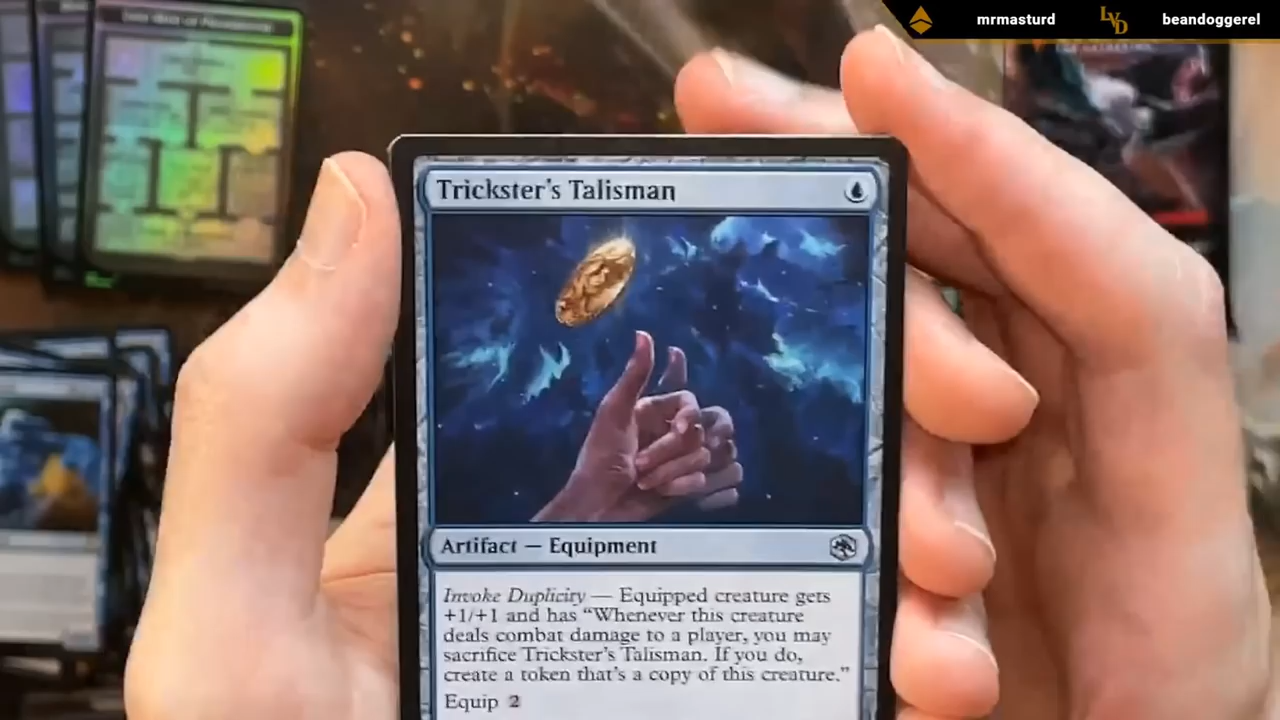 mrmasturd
LVD
beandoggerel
Trickster's Talisman
Artifact — Equipment
Invoke Duplicity — Equipped creature gets
+1/+1 and has “Whenever this creature
deals combat damage to a player, you may
sacrifice Trickster's Talisman. If you do,
create a token that's a copy of this creature.”
Equip 2